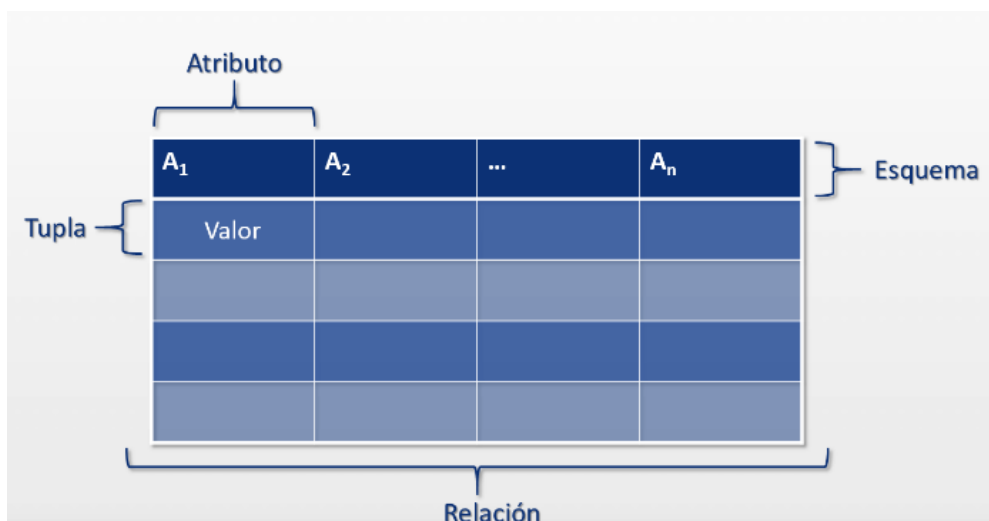 Atributo
A₁ A₂ ... Aₙ
Esquema
Tupla
Valor
Relación